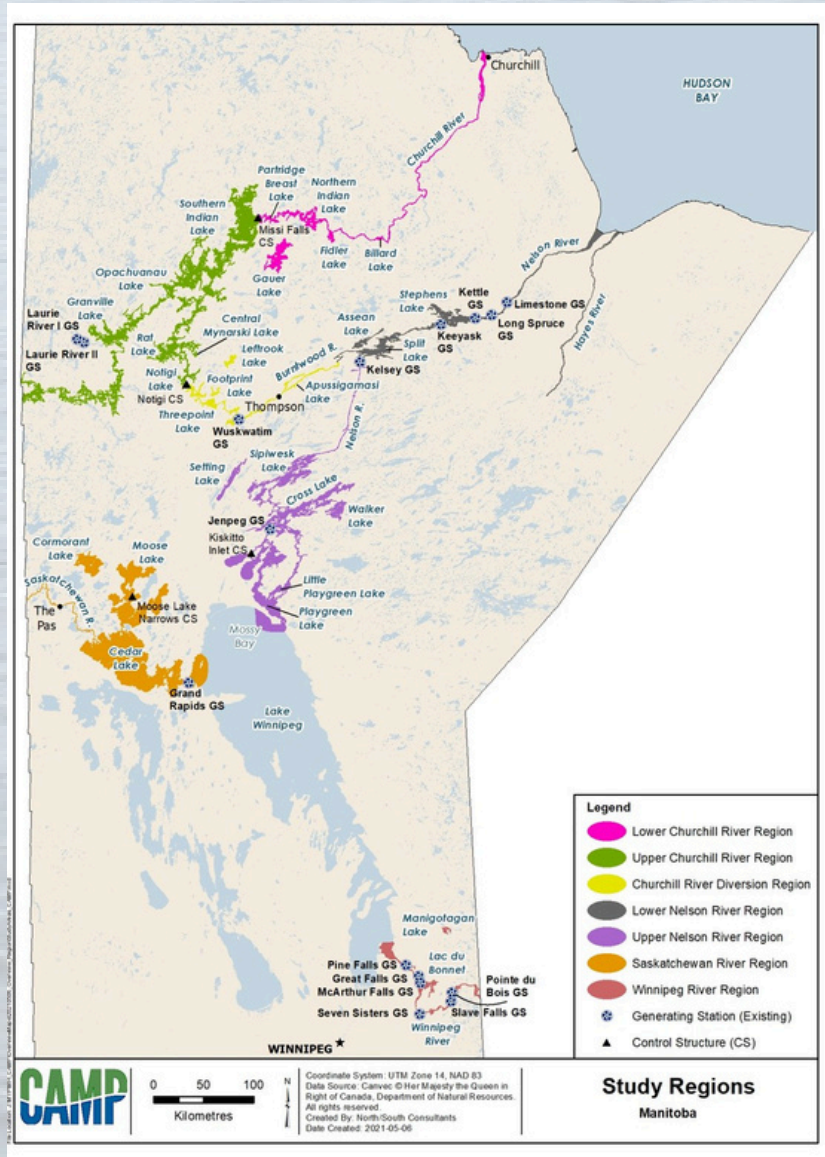 Churchill
HUDSON
BAY
Churchill River
Partridge
Breast
Lake
Northern
Indian
Lake
Southern
Indian
Lake
Missi Falls
CS
Fidler
Lake
Billard
Lake
Gauer
Lake
Opachuanau
Lake
Granville
Lake
Laurie
River I GS
Laurie River II
GS
Rat
Lake
Central
Mynarski Lake
Leftrook
Lake
Notigi
Lake
Notigi CS
Footprint
Lake
Threepoint
Lake
Wuskwatim
GS
Burntwood R.
Thompson
Apussigamasi
Lake
Assean
Lake
Split
Lake
Kelsey GS
Stephens
Lake
Kettle
GS
Keeyask
GS
Limestone GS
Long Spruce
GS
Nelson River
Hayes River
Nelson R.
Sipiwesk
Lake
Setting
Lake
Cross Lake
Walker
Lake
Jenpeg GS
Kiskitto
Inlet CS
Little
Playgreen Lake
Playgreen
Lake
Mossy
Bay
Cormorant
Lake
Moose
Lake
Saskatchewan R.
The
Pas
Moose Lake
Narrows CS
Cedar
Lake
Grand
Rapids GS
Lake
Winnipeg
Manigotagan
Lake
Lac du
Bonnet
Pine Falls GS
Great Falls GS
McArthur Falls GS
Seven Sisters GS
Pointe du
Bois GS
Slave Falls GS
Winnipeg
River
WINNIPEG
Legend
Lower Churchill River Region
Upper Churchill River Region
Churchill River Diversion Region
Lower Nelson River Region
Upper Nelson River Region
Saskatchewan River Region
Winnipeg River Region
Generating Station (Existing)
Control Structure (CS)
CAMP
0 50 100
Kilometres
N
Coordinate System: UTM Zone 14, NAD 83
Data Source: Canvec © Her Majesty the Queen in
Right of Canada, Department of Natural Resources.
All rights reserved.
Created By: North/South Consultants
Date Created: 2021-05-06
Study Regions
Manitoba